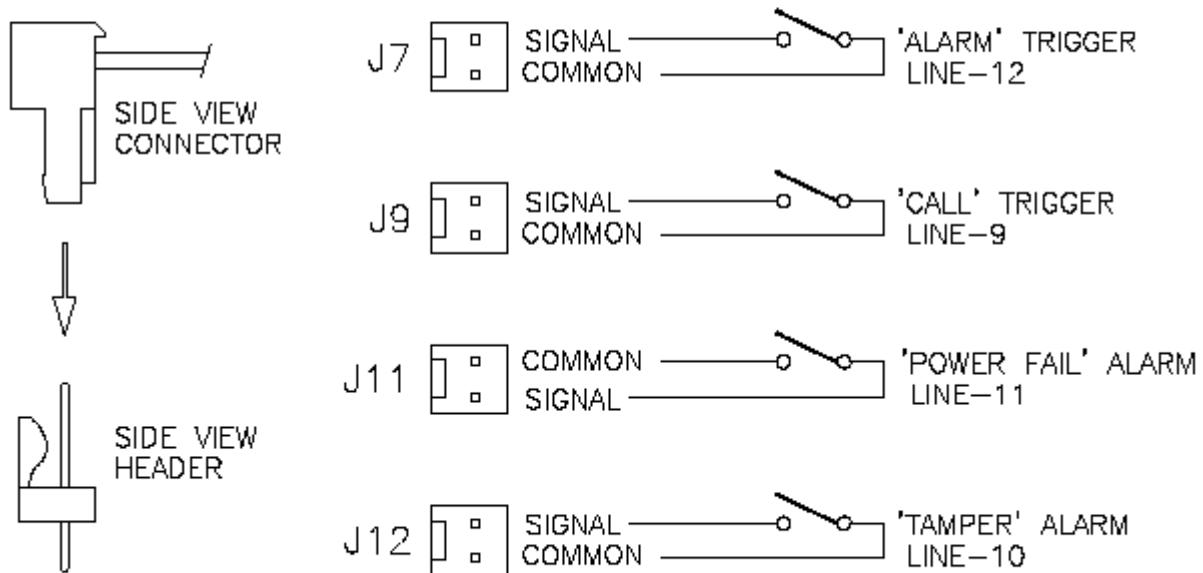 SIDE VIEW
CONNECTOR
SIDE VIEW
HEADER
J7
SIGNAL
COMMON
'ALARM' TRIGGER
LINE-12
J9
SIGNAL
COMMON
'CALL' TRIGGER
LINE-9
J11
COMMON
SIGNAL
'POWER FAIL' ALARM
LINE-11
J12
SIGNAL
COMMON
'TAMPER' ALARM
LINE-10